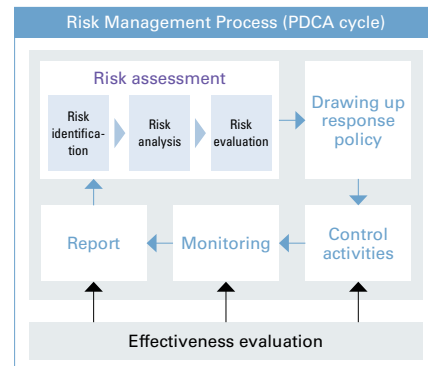 Risk Management Process (PDCA cycle)
Risk assessment
Risk
identifica-
tion
Risk
analysis
Risk
evaluation
Drawing up
response
policy
Report
Monitoring
Control
activities
Effectiveness evaluation